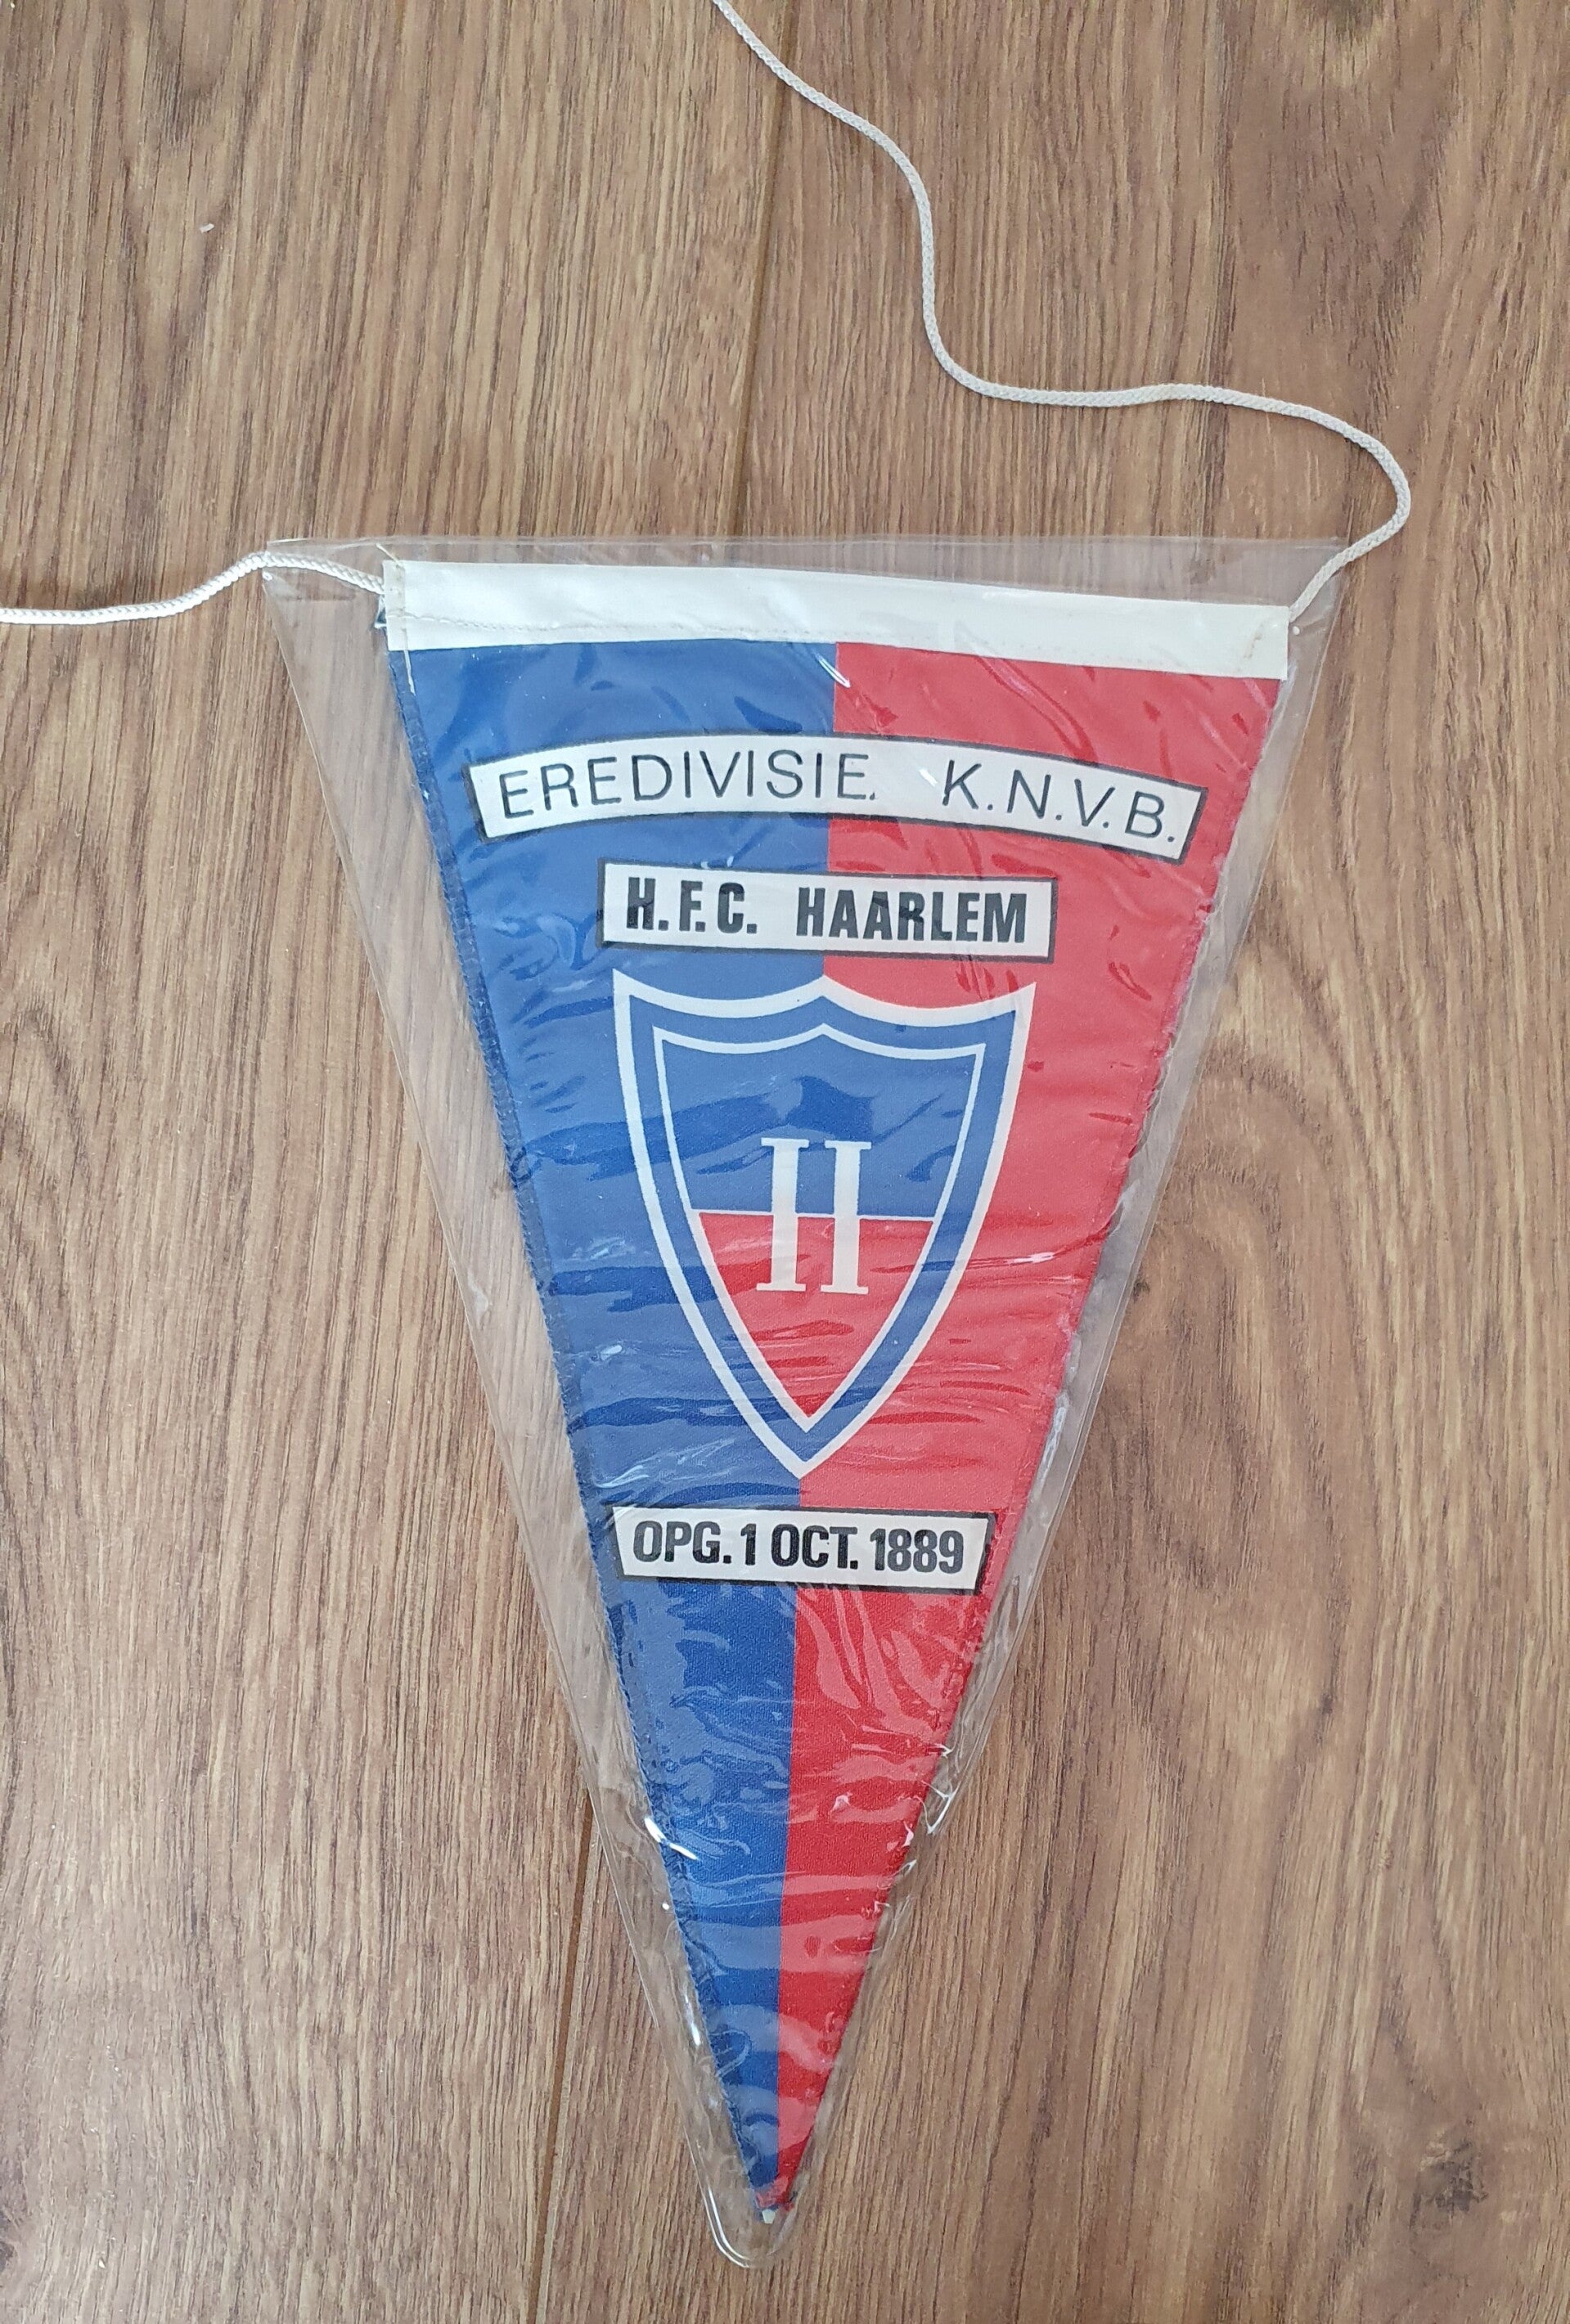 EREDIVISIE. K.N.V.B.
H.F.C. HAARLEM
H
OPG. 1 OCT. 1889